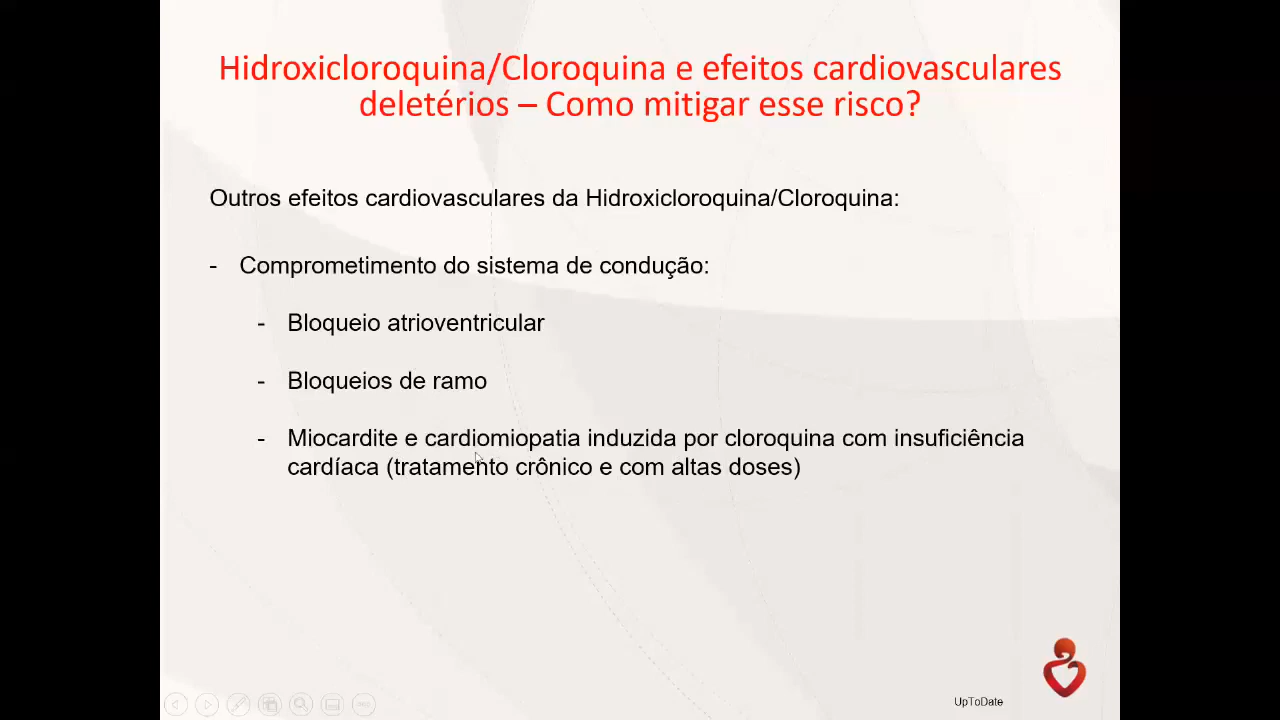 Hidroxicloroquina/Cloroquina e efeitos cardiovasculares
deletérios – Como mitigar esse risco?
Outros efeitos cardiovasculares da Hidroxicloroquina/Cloroquina:
- Comprometimento do sistema de condução:
- Bloqueio atrioventricular
- Bloqueios de ramo
- Miocardite e cardiomiopatia induzida por cloroquina com insuficiência
cardíaca (tratamento crônico e com altas doses)
UpToDate